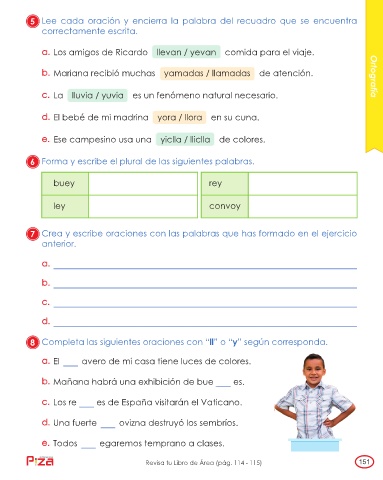 5 Lee cada oración y encierra la palabra del recuadro que se encuentra
correctamente escrita.
a. Los amigos de Ricardo llevan / yevan comida para el viaje.
b. Mariana recibió muchas yamadas / llamadas de atención.
c. La lluvia / yuvia es un fenómeno natural necesario.
d. El bebé de mi madrina yora / llora en su cuna.
e. Ese campesino usa una yiclla / lliclla de colores.
Ortografía
6 Forma y escribe el plural de las siguientes palabras.
buey rey
ley convoy
7 Crea y escribe oraciones con las palabras que has formado en el ejercicio
anterior.
a.
b.
c.
d.
8 Completa las siguientes oraciones con “ll” o “y” según corresponda.
a. El ___ avero de mi casa tiene luces de colores.
b. Mañana habrá una exhibición de bue ___ es.
c. Los re ___ es de España visitarán el Vaticano.
d. Una fuerte ___ ovizna destruyó los sembríos.
e. Todos ___ egaremos temprano a clases.
Pizza
Revisa tu Libro de Área (pág. 114 - 115)
151